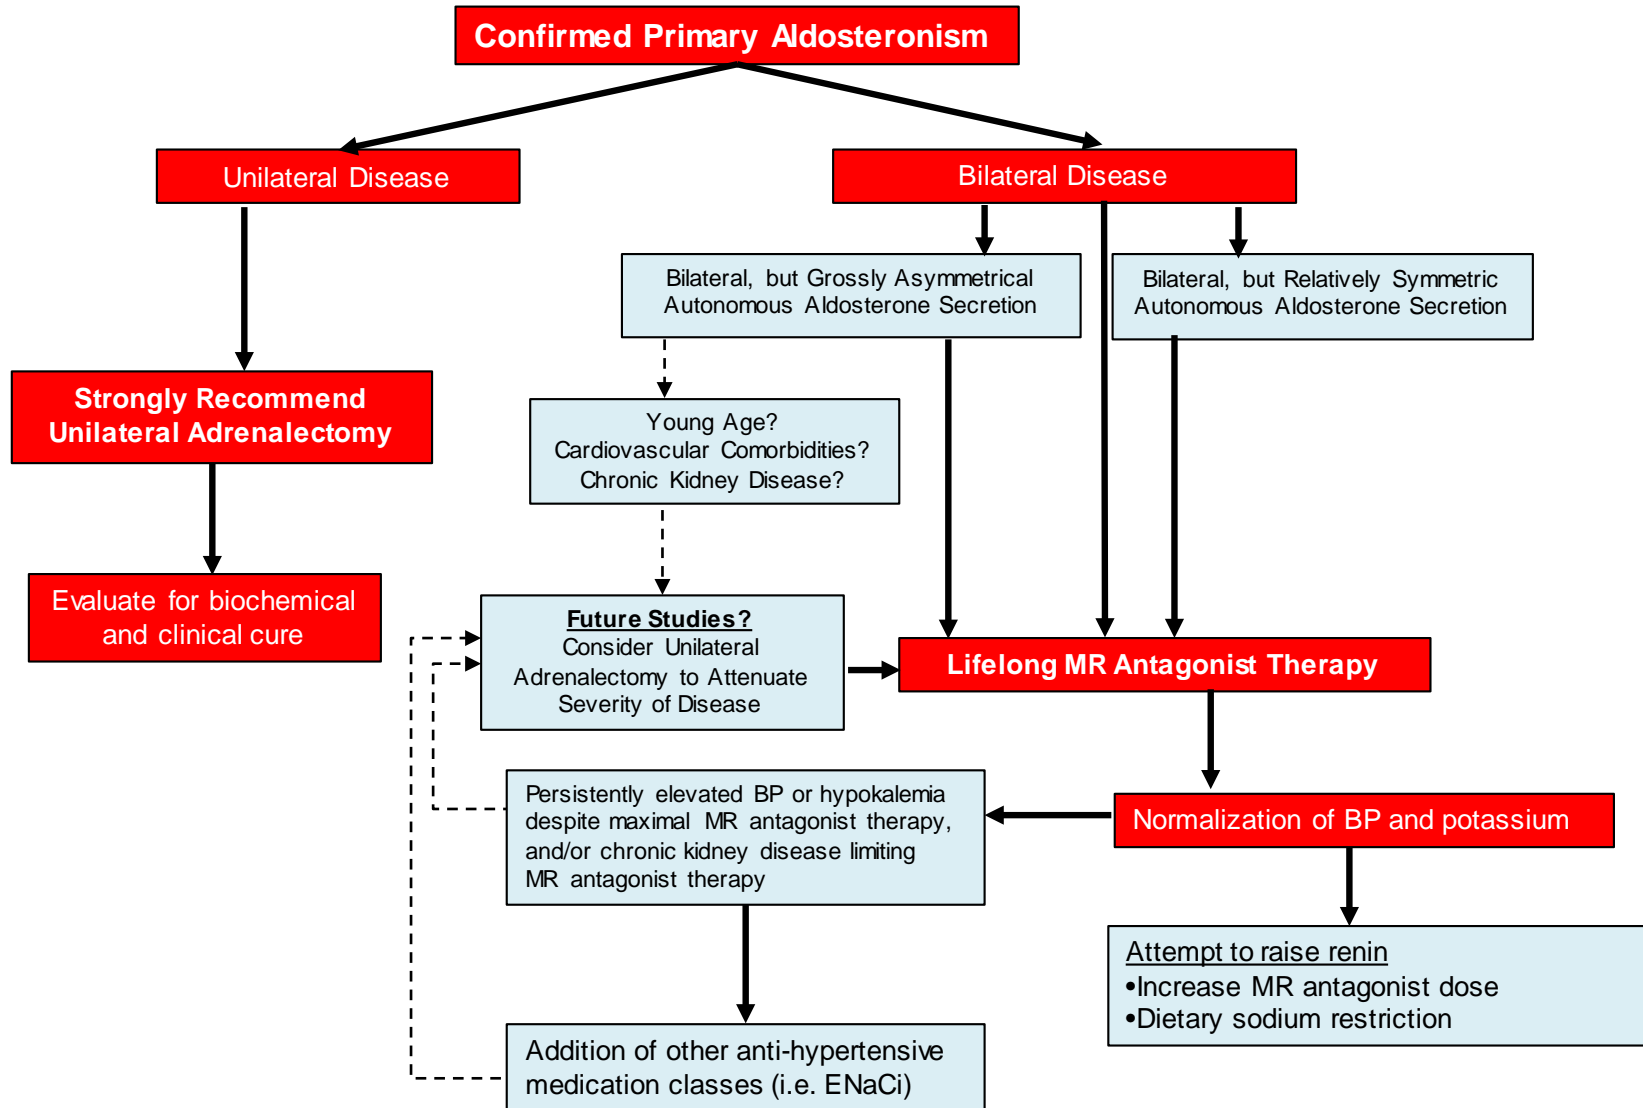 Confirmed Primary Aldosteronism
Unilateral Disease
Bilateral Disease
Bilateral, but Grossly Asymmetrical
Autonomous Aldosterone Secretion
Bilateral, but Relatively Symmetric
Autonomous Aldosterone Secretion
Strongly Recommend
Unilateral Adrenalectomy
Young Age?
Cardiovascular Comorbidities?
Chronic Kidney Disease?
Evaluate for biochemical
and clinical cure
Future Studies?
Consider Unilateral
Adrenalectomy to Attenuate
Severity of Disease
Lifelong MR Antagonist Therapy
Persistently elevated BP or hypokalemia
despite maximal MR antagonist therapy,
and/or chronic kidney disease limiting
MR antagonist therapy
Normalization of BP and potassium
Attempt to raise renin
•Increase MR antagonist dose
•Dietary sodium restriction
Addition of other anti-hypertensive
medication classes (i.e. ENaCi)